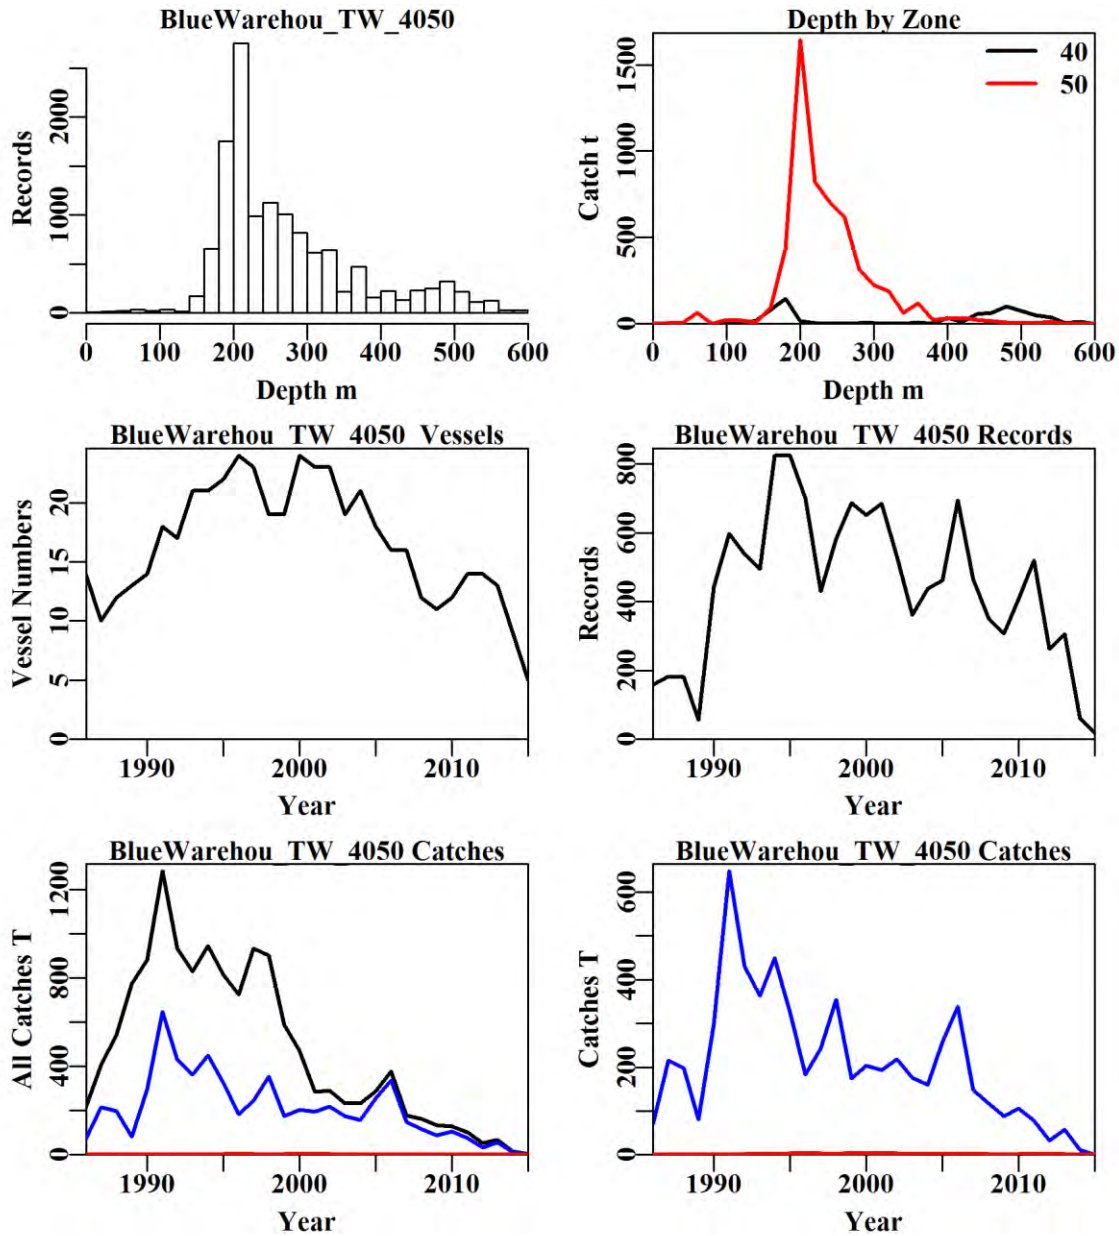 BlueWarehou_TW_4050
Records
0
1000
2000
0 100 200 300 400 500 600
Depth m
Depth by Zone
40
50
Catch t
0
500
1000
1500
0 100 200 300 400 500 600
Depth m
BlueWarehou_TW_4050_Vessels
Vessel Numbers
0
5
10
15
20
1990 2000 2010
Year
BlueWarehou_TW_4050 Records
Records
0
200
400
600
800
1990 2000 2010
Year
BlueWarehou_TW_4050 Catches
All Catches T
0
400
800
1200
1990 2000 2010
Year
BlueWarehou_TW_4050 Catches
Catches T
0
200
400
600
1990 2000 2010
Year